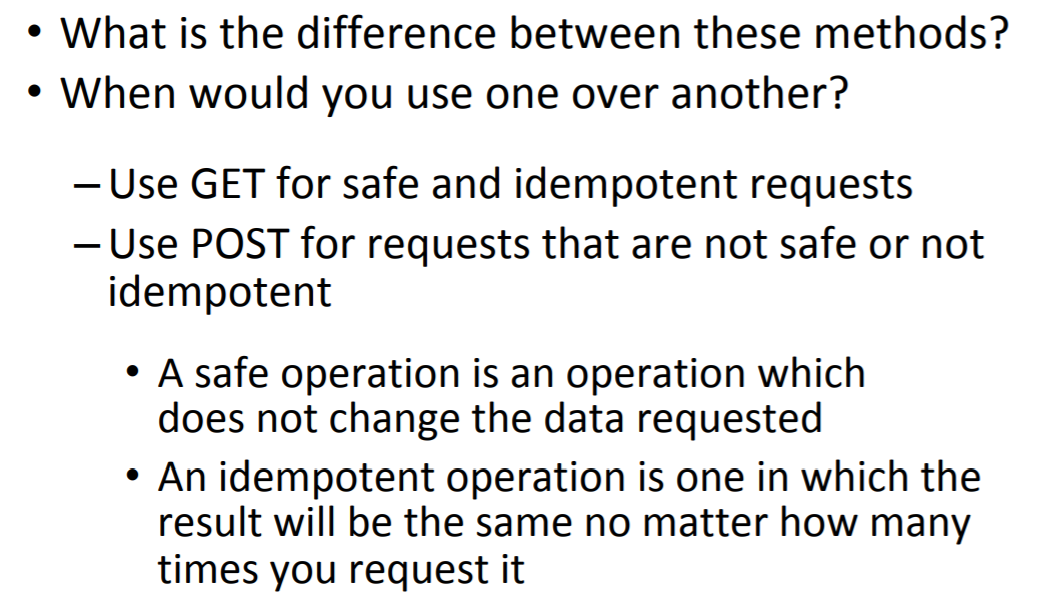 • What is the difference between these methods?
• When would you use one over another?
– Use GET for safe and idempotent requests
– Use POST for requests that are not safe or not
idempotent
• A safe operation is an operation which
does not change the data requested
• An idempotent operation is one in which the
result will be the same no matter how many
times you request it